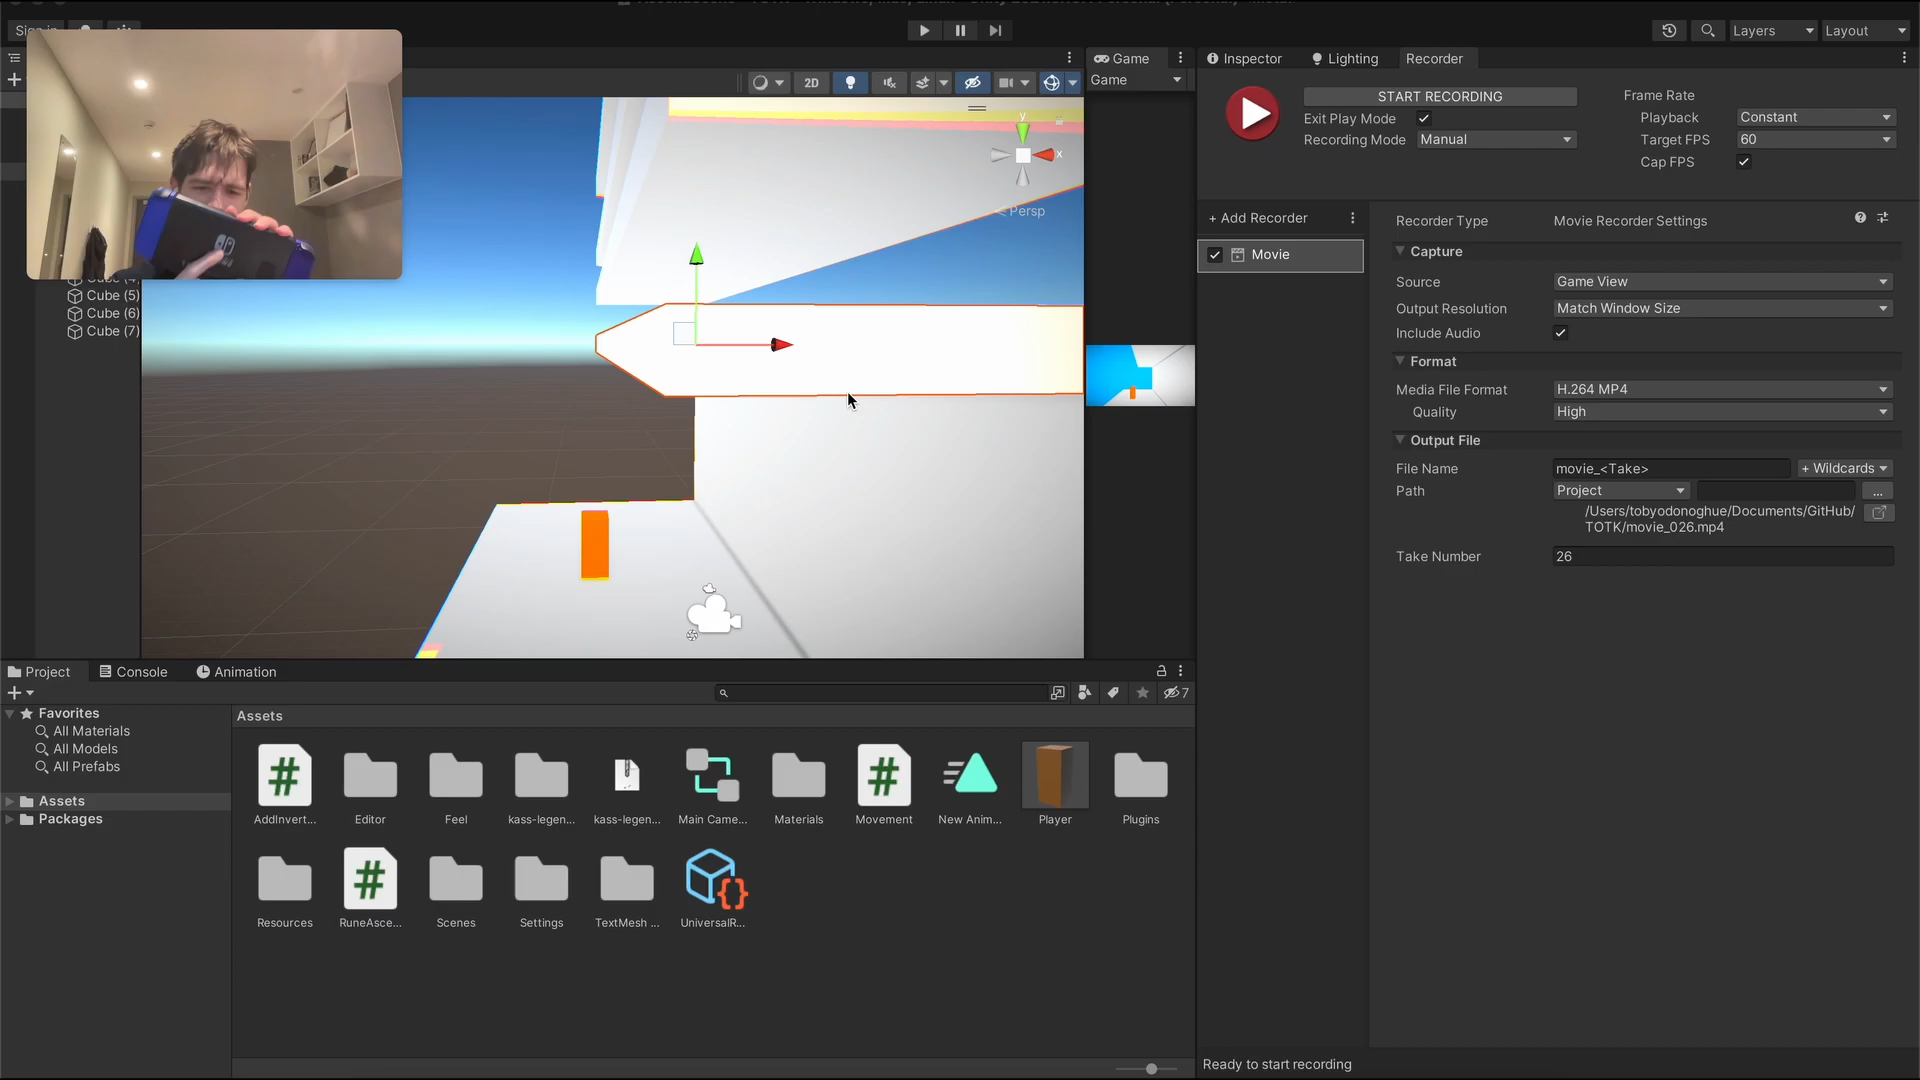 Layers
Layout
Game
Inspector
Lighting
Recorder
2D
Game
START RECORDING
Frame Rate
Exit Play Mode
Playback
Constant
Recording Mode
Manual
Target FPS
60
Cap FPS
y
x
Persp
+ Add Recorder
Recorder Type
Movie Recorder Settings
Movie
Capture
Source
Game View
Output Resolution
Match Window Size
Include Audio
Format
Media File Format
H.264 MP4
Quality
High
Output File
File Name
movie_<Take>
+ Wildcards
Path
Project
...
/Users/tobyodonoghue/Documents/GitHub/
TOTK/movie_026.mp4
Take Number
26
Cube (5)
Cube (6)
Cube (7)
Project
Console
Animation
7
Favorites
All Materials
All Models
All Prefabs
Assets
Packages
Assets
AddInvert...
Editor
Feel
kass-legen...
kass-legen...
Main Came...
Materials
Movement
New Anim...
Player
Plugins
Resources
RuneAsce...
Scenes
Settings
TextMesh ...
UniversalR...
Ready to start recording